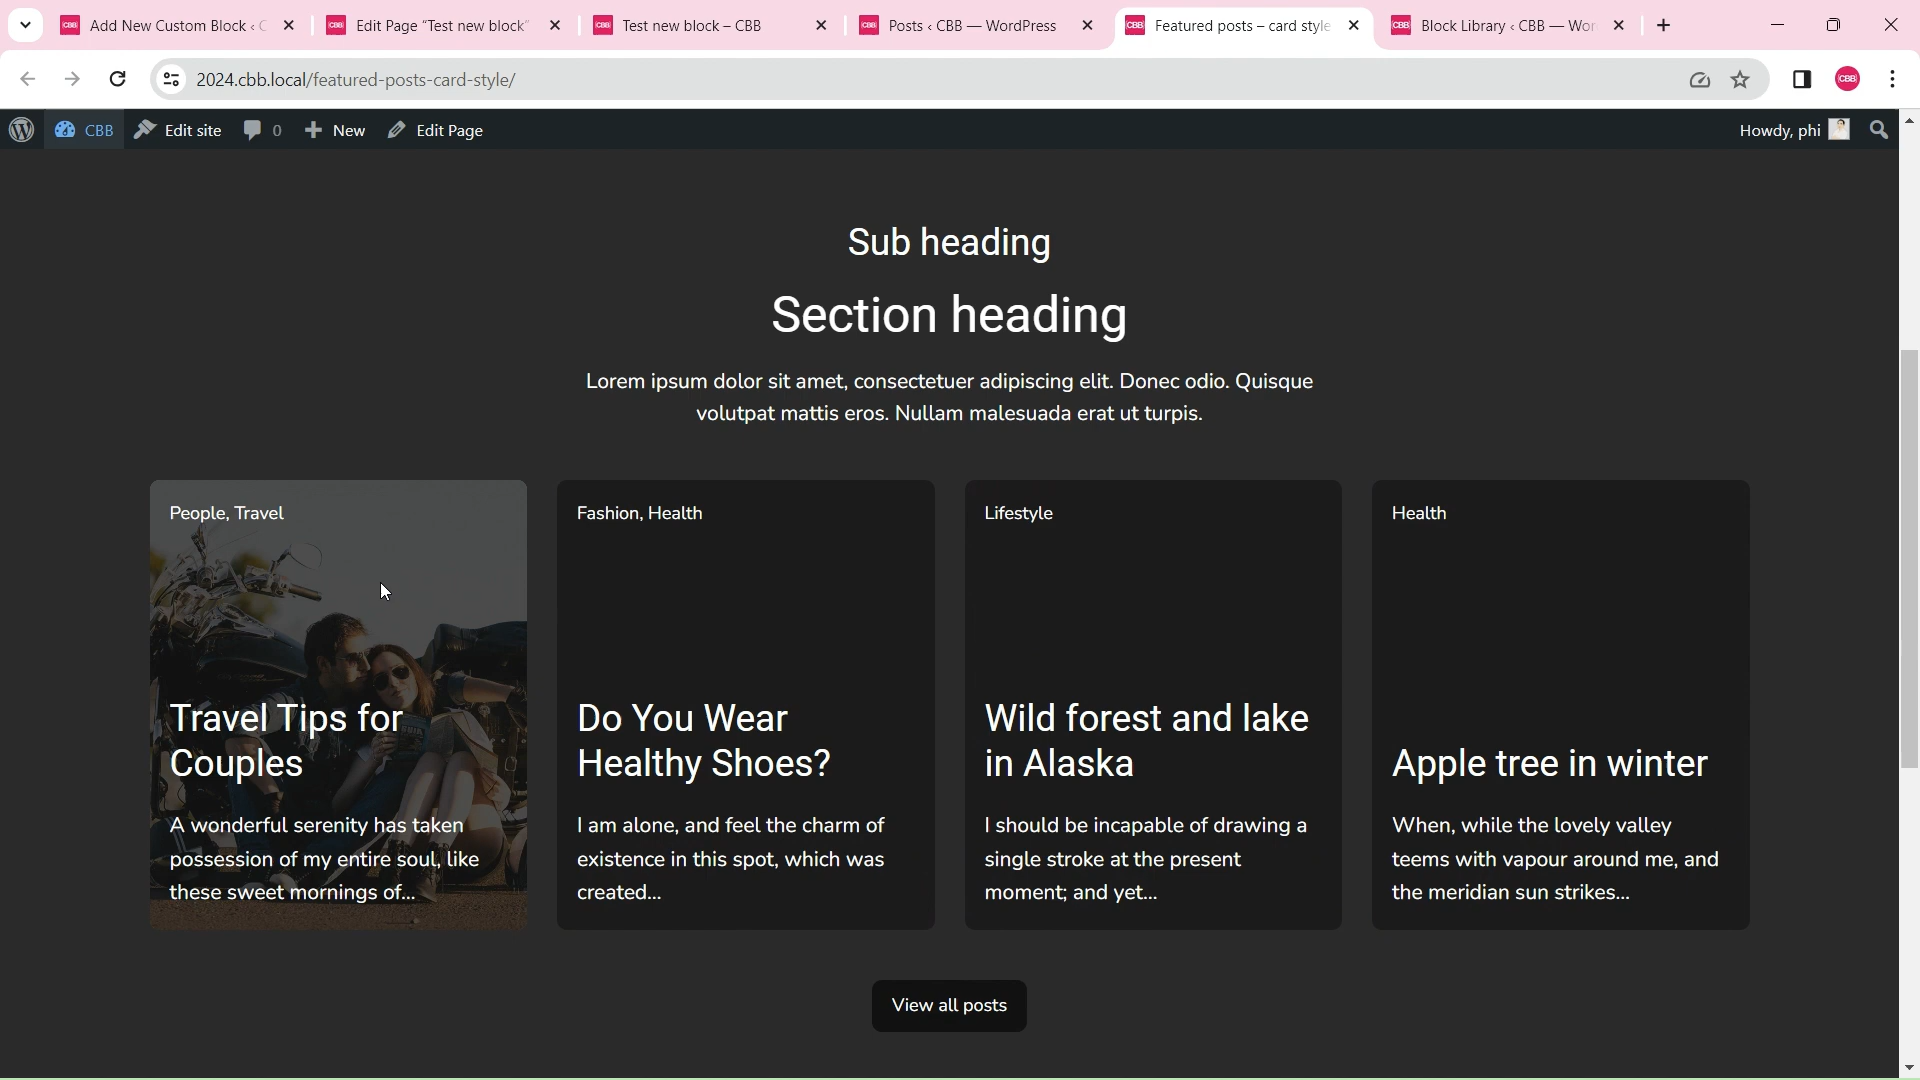 Add New Custom Block ‹ C
Edit Page “Test new block”
Test new block – CBB
Posts ‹ CBB — WordPress
Featured posts – card style
Block Library ‹ CBB — Wor
2024.cbb.local/featured-posts-card-style/
CBB
Edit site
0
New
Edit Page
Howdy, phi
Sub heading
Section heading
Lorem ipsum dolor sit amet, consectetuer adipiscing elit. Donec odio. Quisque
volutpat mattis eros. Nullam malesuada erat ut turpis.
People, Travel
Travel Tips for
Couples
A wonderful serenity has taken
possession of my entire soul, like
these sweet mornings of...
Fashion, Health
Do You Wear
Healthy Shoes?
I am alone, and feel the charm of
existence in this spot, which was
created...
Lifestyle
Wild forest and lake
in Alaska
I should be incapable of drawing a
single stroke at the present
moment; and yet...
Health
Apple tree in winter
When, while the lovely valley
teems with vapour around me, and
the meridian sun strikes...
View all posts